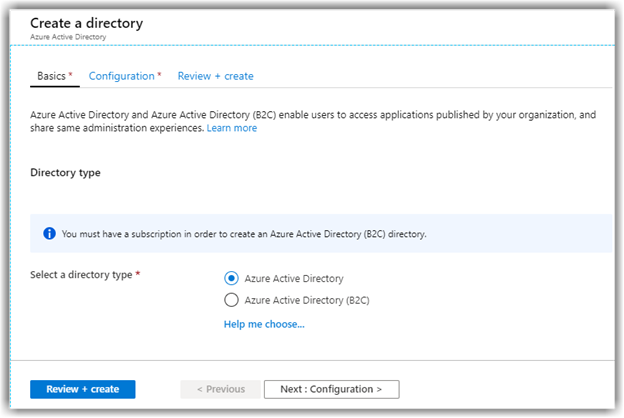 Create a directory
Azure Active Directory
Basics * Configuration * Review + create
Azure Active Directory and Azure Active Directory (B2C) enable users to access applications published by your organization, and
share same administration experiences. Learn more
Directory type
You must have a subscription in order to create an Azure Active Directory (B2C) directory.
Select a directory type * Azure Active Directory
Azure Active Directory (B2C)
Help me choose...
Review + create < Previous Next : Configuration >